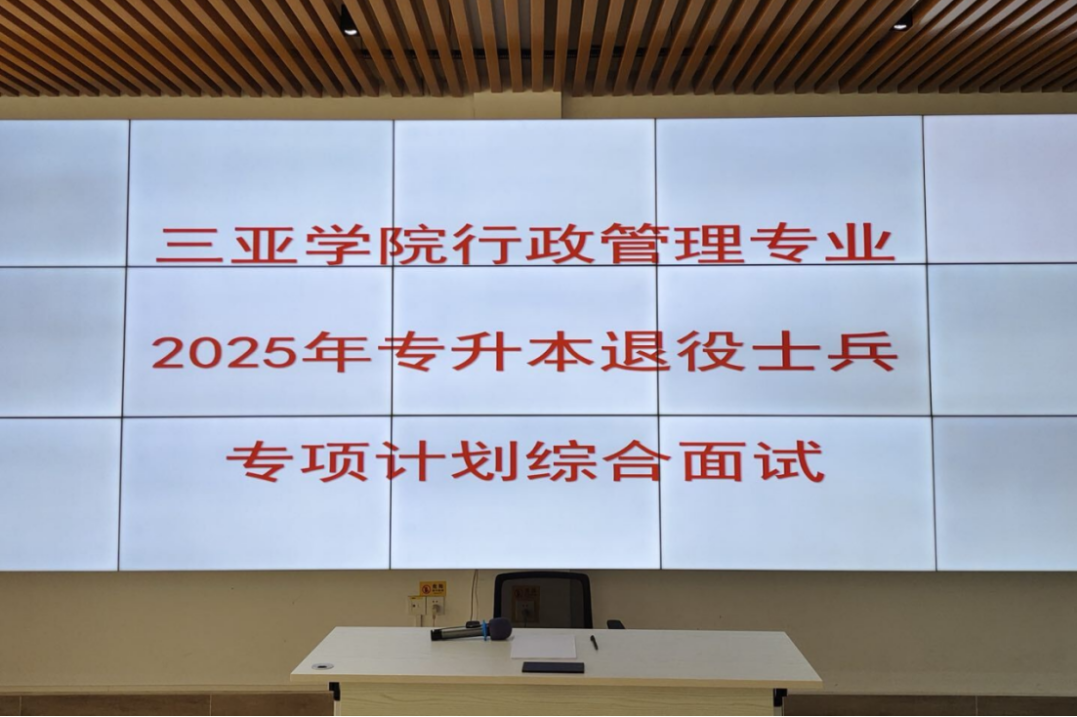 三亚学院行政管理专业
2025年专升本退役士兵
专项计划综合面试